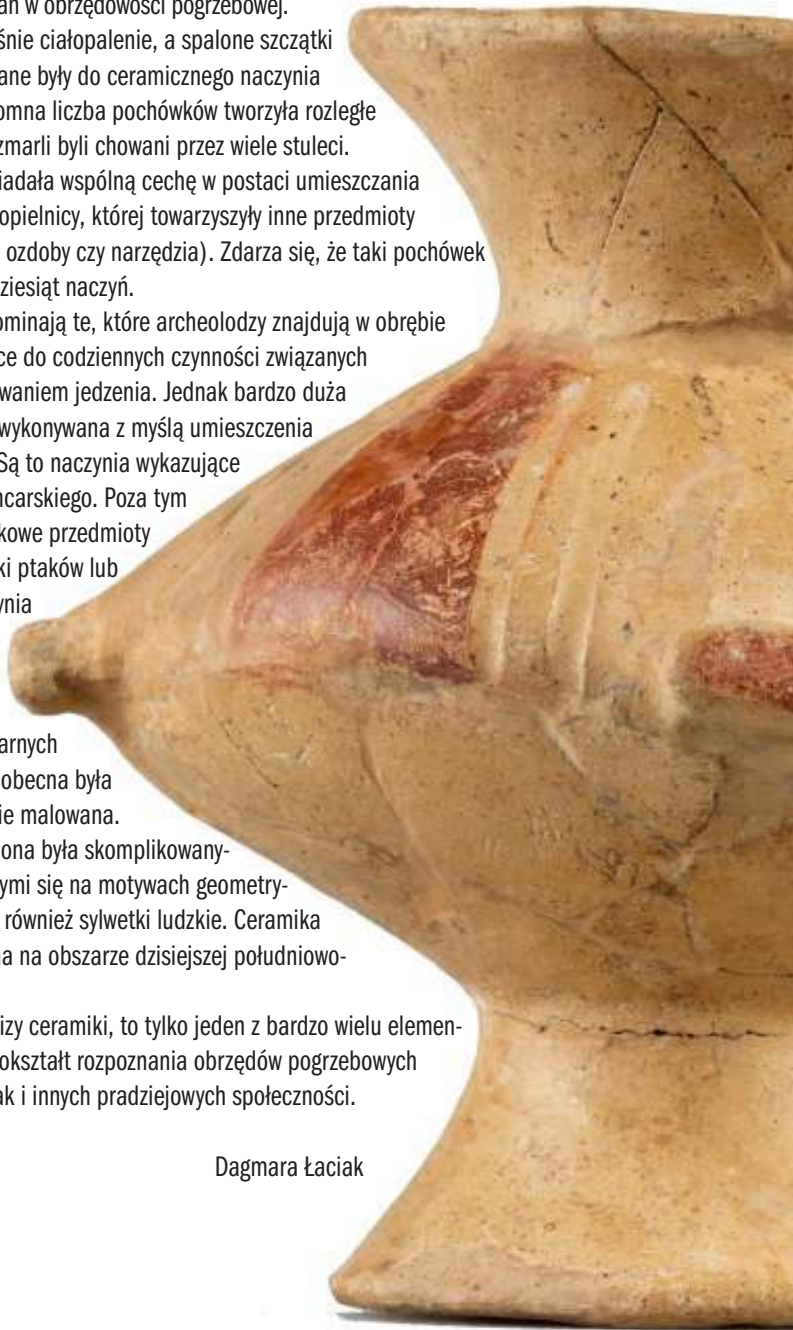 an w obrzędowości pogrzebowej.
śnie ciałopalenie, a spalone szczątki
ane były do ceramicznego naczynia
omna liczba pochówków tworzyła rozległe
zmarli byli chowani przez wiele stuleci.
iadała wspólną cechę w postaci umieszczania
opielnicy, której towarzyszyły inne przedmioty
ozdoby czy narzędzia). Zdarza się, że taki pochówek
ziesiąt naczyń.
ominają te, które archeolodzy znajdują w obrębie
ce do codziennych czynności związanych
waniem jedzenia. Jednak bardzo duża
wykonywana z myślą umieszczenia
Są to naczynia wykazujące
ncarskiego. Poza tym
kowe przedmioty
ki ptaków lub
ynia
arnych
obecna była
ie malowana.
ona była skomplikowany-
ymi się na motywach geometry-
również sylwetki ludzkie. Ceramika
na na obszarze dzisiejszej południowo-
izy ceramiki, to tylko jeden z bardzo wielu elemen-
okształt rozpoznania obrzędów pogrzebowych
ak i innych pradziejowych społeczności.
Dagmara Łaciak